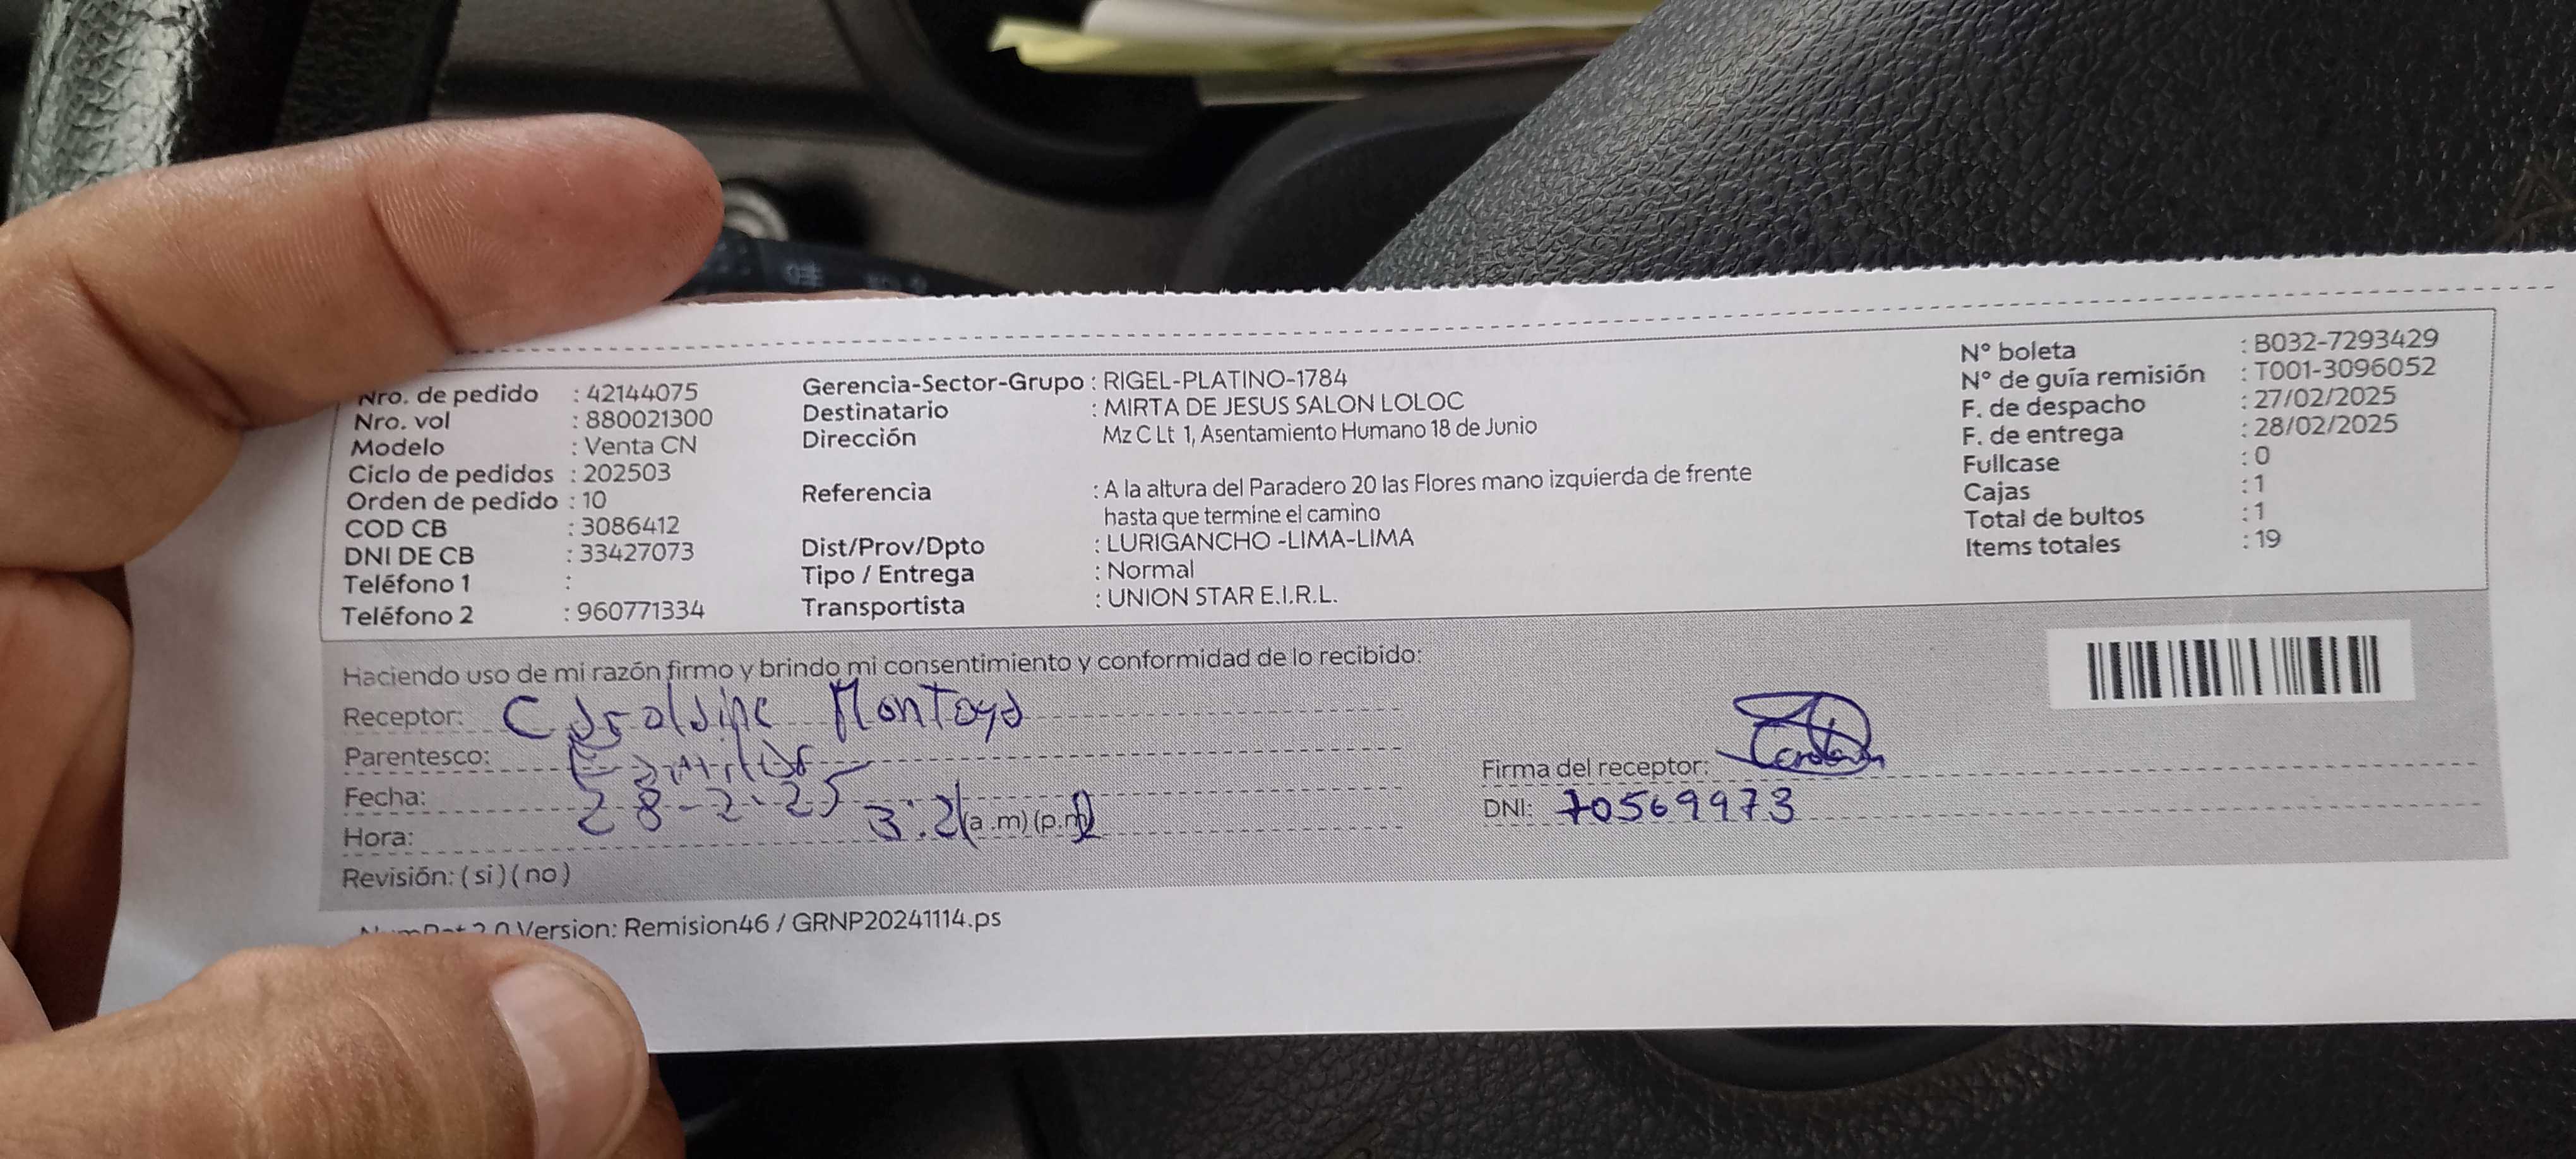 Nro. de pedido : 42144075
Nro. vol : 880021300
Modelo : Venta CN
Ciclo de pedidos : 202503
Orden de pedido : 10
COD CB : 3086412
DNI DE CB : 33427073
Teléfono 1 :
Teléfono 2 : 960771334
Gerencia-Sector-Grupo : RIGEL-PLATINO-1784
Destinatario : MIRTA DE JESUS SALON LOLOC
Dirección Mz C Lt 1, Asentamiento Humano 18 de Junio
Referencia : A la altura del Paradero 20 las Flores mano izquierda de frente
hasta que termine el camino
Dist/Prov/Dpto : LURIGANCHO -LIMA-LIMA
Tipo / Entrega : Normal
Transportista : UNION STAR E.I.R.L.
N° boleta : B032-7293429
N° de guía remisión : T001-3096052
F. de despacho : 27/02/2025
F. de entrega : 28/02/2025
Fullcase : 0
Cajas : 1
Total de bultos : 1
Items totales : 19
Haciendo uso de mi razón firmo y brindo mi consentimiento y conformidad de lo recibido:
Receptor: Montoya
Parentesco:
Fecha: 28-2-25
Hora: (a.m) (p.m)
Revisión: ( si ) ( no )
Firma del receptor:
DNI: 70569973
Version: Remision46 / GRNP20241114.ps